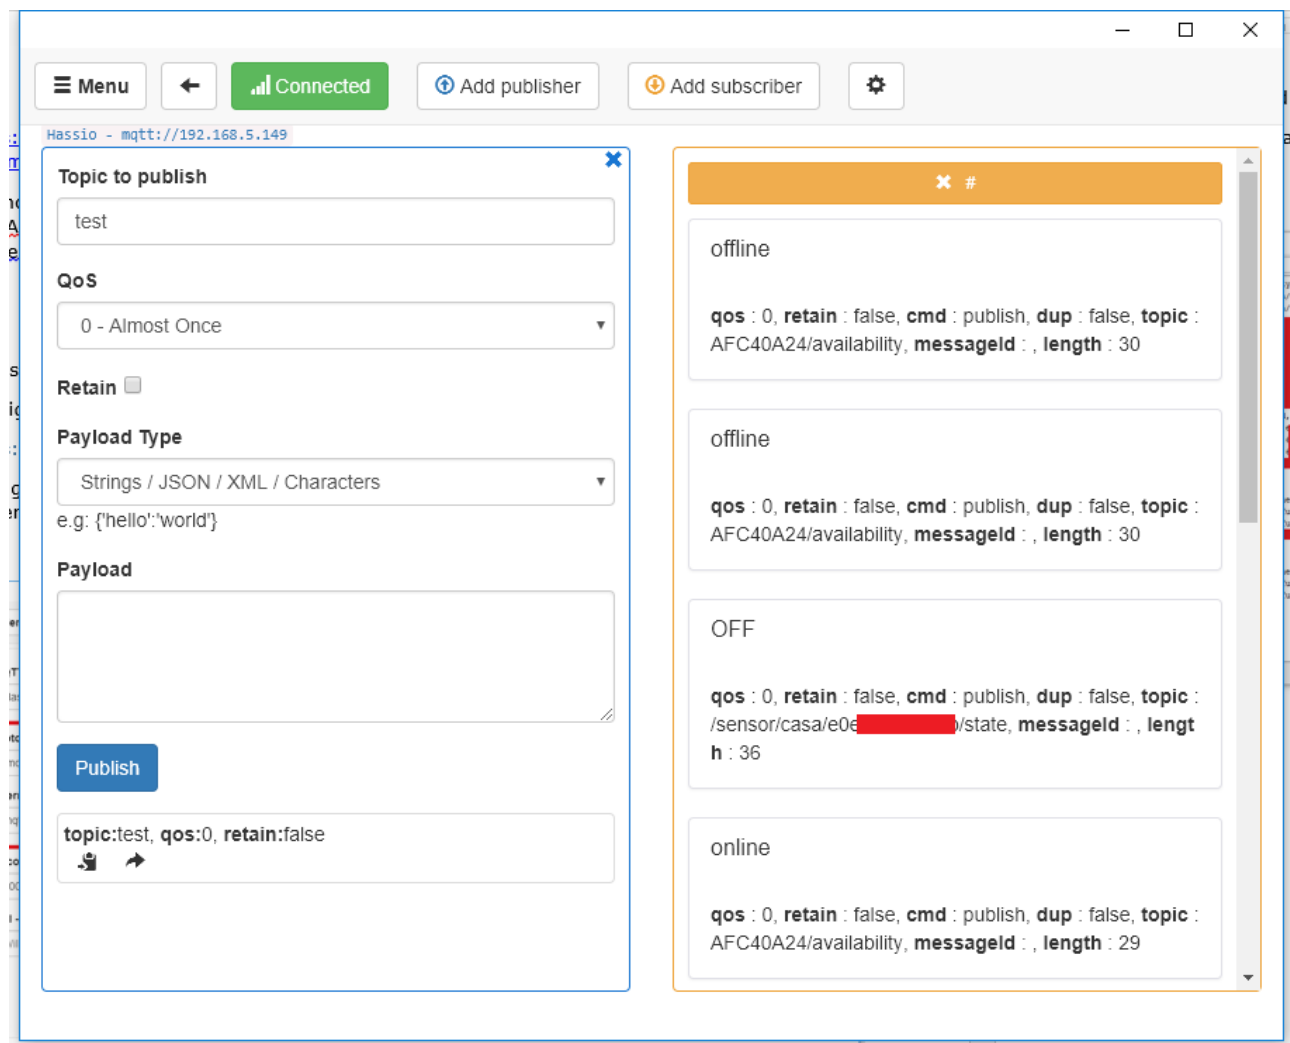 Menu
Connected
Add publisher
Add subscriber
Hassio - mqtt://192.168.5.149
Topic to publish
test
QoS
0 - Almost Once
Retain
Payload Type
Strings / JSON / XML / Characters
e.g: {'hello':'world'}
Payload
Publish
topic:test, qos:0, retain:false
#
offline
qos : 0, retain : false, cmd : publish, dup : false, topic :
AFC40A24/availability, messageId : , length : 30
offline
qos : 0, retain : false, cmd : publish, dup : false, topic :
AFC40A24/availability, messageId : , length : 30
OFF
qos : 0, retain : false, cmd : publish, dup : false, topic :
/sensor/casa/e0 /state, messageId : , lengt
h : 36
online
qos : 0, retain : false, cmd : publish, dup : false, topic :
AFC40A24/availability, messageId : , length : 29